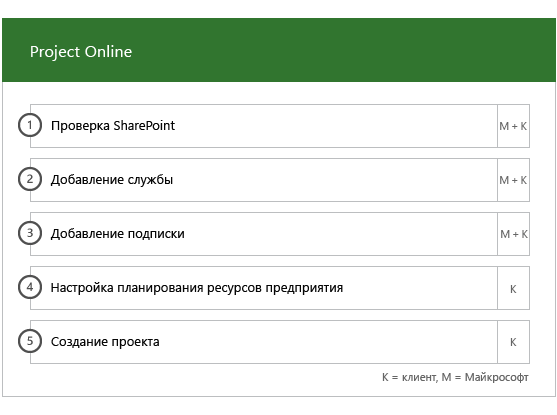 Project Online
1 Проверка SharePoint М + К
2 Добавление службы М + К
3 Добавление подписки М + К
4 Настройка планирования ресурсов предприятия К
5 Создание проекта К
К = клиент, М = Майкрософт